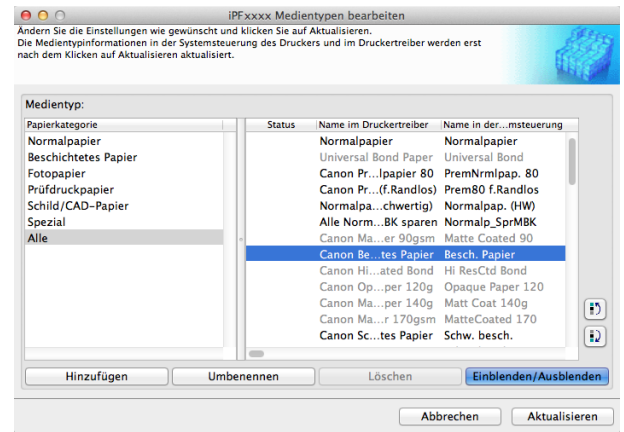 iPFxxxx Medientypen bearbeiten
Ändern Sie die Einstellungen wie gewünscht und klicken Sie auf Aktualisieren.
Die Medientypinformationen in der Systemsteuerung des Druckers und im Druckertreiber werden erst
nach dem Klicken auf Aktualisieren aktualisiert.
Medientyp:
Papierkategorie
Normalpapier
Beschichtetes Papier
Fotopapier
Prüfdruckpapier
Schild/CAD-Papier
Spezial
Alle
Status Name im Druckertreiber Name in der...msteuerung
Normalpapier Normalpapier
Universal Bond Paper Universal Bond
Canon Pr...lpapier 80 PremNrmlpap. 80
Canon Pr...(f.Randlos) Prem80 f.Randlos
Normalpa...chwertig) Normalpap. (HW)
Alle Norm...BK sparen Normalp_SprMBK
Canon Ma...er 90gsm Matte Coated 90
Canon Be...tes Papier Besch. Papier
Canon Hi...ated Bond Hi ResCtd Bond
Canon Op...per 120g Opaque Paper 120
Canon Ma...per 140g Matt Coat 140g
Canon Ma...r 170gsm MatteCoated 170
Canon Sc...tes Papier Schw. besch.
Hinzufügen Umbenennen Löschen Einblenden/Ausblenden
Abbrechen Aktualisieren